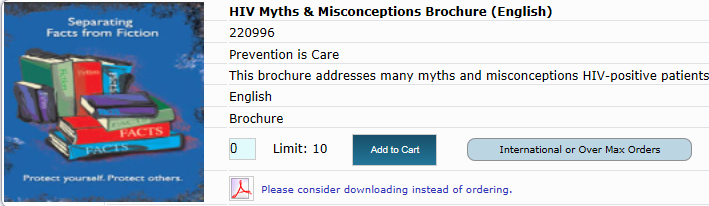 Separating
Facts from Fiction
FACTS
FACTS
Protect yourself. Protect others.
HIV Myths & Misconceptions Brochure (English)
220996
Prevention is Care
This brochure addresses many myths and misconceptions HIV-positive patients
English
Brochure
0 Limit: 10 Add to Cart International or Over Max Orders
Please consider downloading instead of ordering.